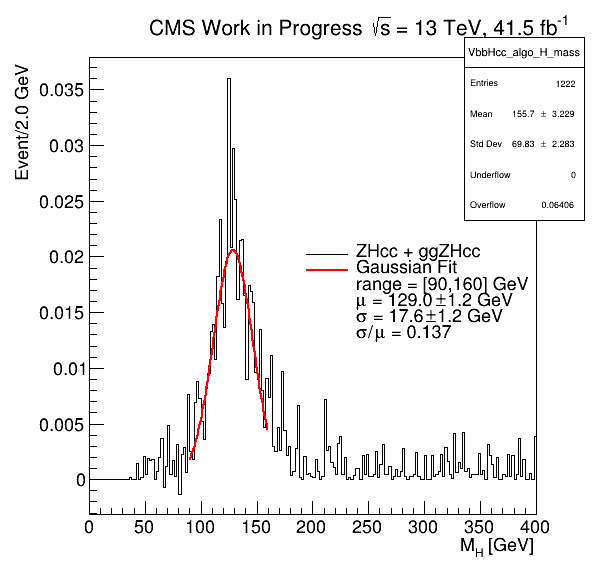 CMS Work in Progress √s = 13 TeV, 41.5 fb⁻¹
VbbHcc_algo_H_mass
Entries 1222
Mean 155.7 ± 3.229
Std Dev 69.83 ± 2.283
Underflow 0
Overflow 0.06406
Event/2.0 GeV
0.035
0.03
0.025
0.02
0.015
0.01
0.005
0
ZHcc + ggZHcc
Gaussian Fit
range = [90,160] GeV
μ = 129.0±1.2 GeV
σ = 17.6±1.2 GeV
σ/μ = 0.137
0 50 100 150 200 250 300 350 400
M_H [GeV]